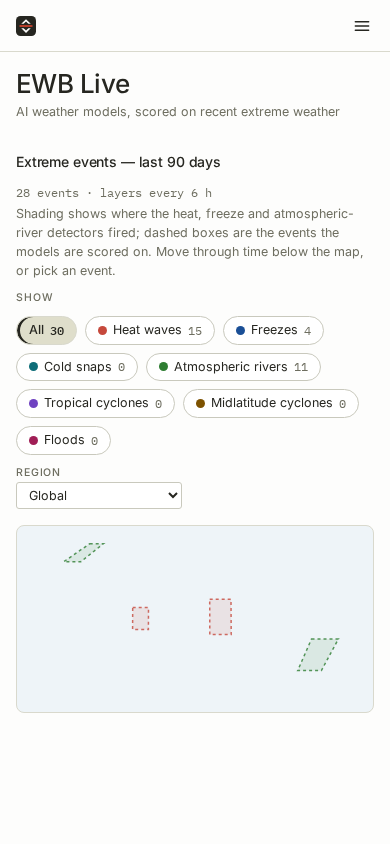 EWB Live
AI weather models, scored on recent extreme weather
Extreme events — last 90 days
28 events · layers every 6 h
Shading shows where the heat, freeze and atmospheric-
river detectors fired; dashed boxes are the events the
models are scored on. Move through time below the map,
or pick an event.
SHOW
All 30
Heat waves 15
Freezes 4
Cold snaps 0
Atmospheric rivers 11
Tropical cyclones 0
Midlatitude cyclones 0
Floods 0
REGION
Global